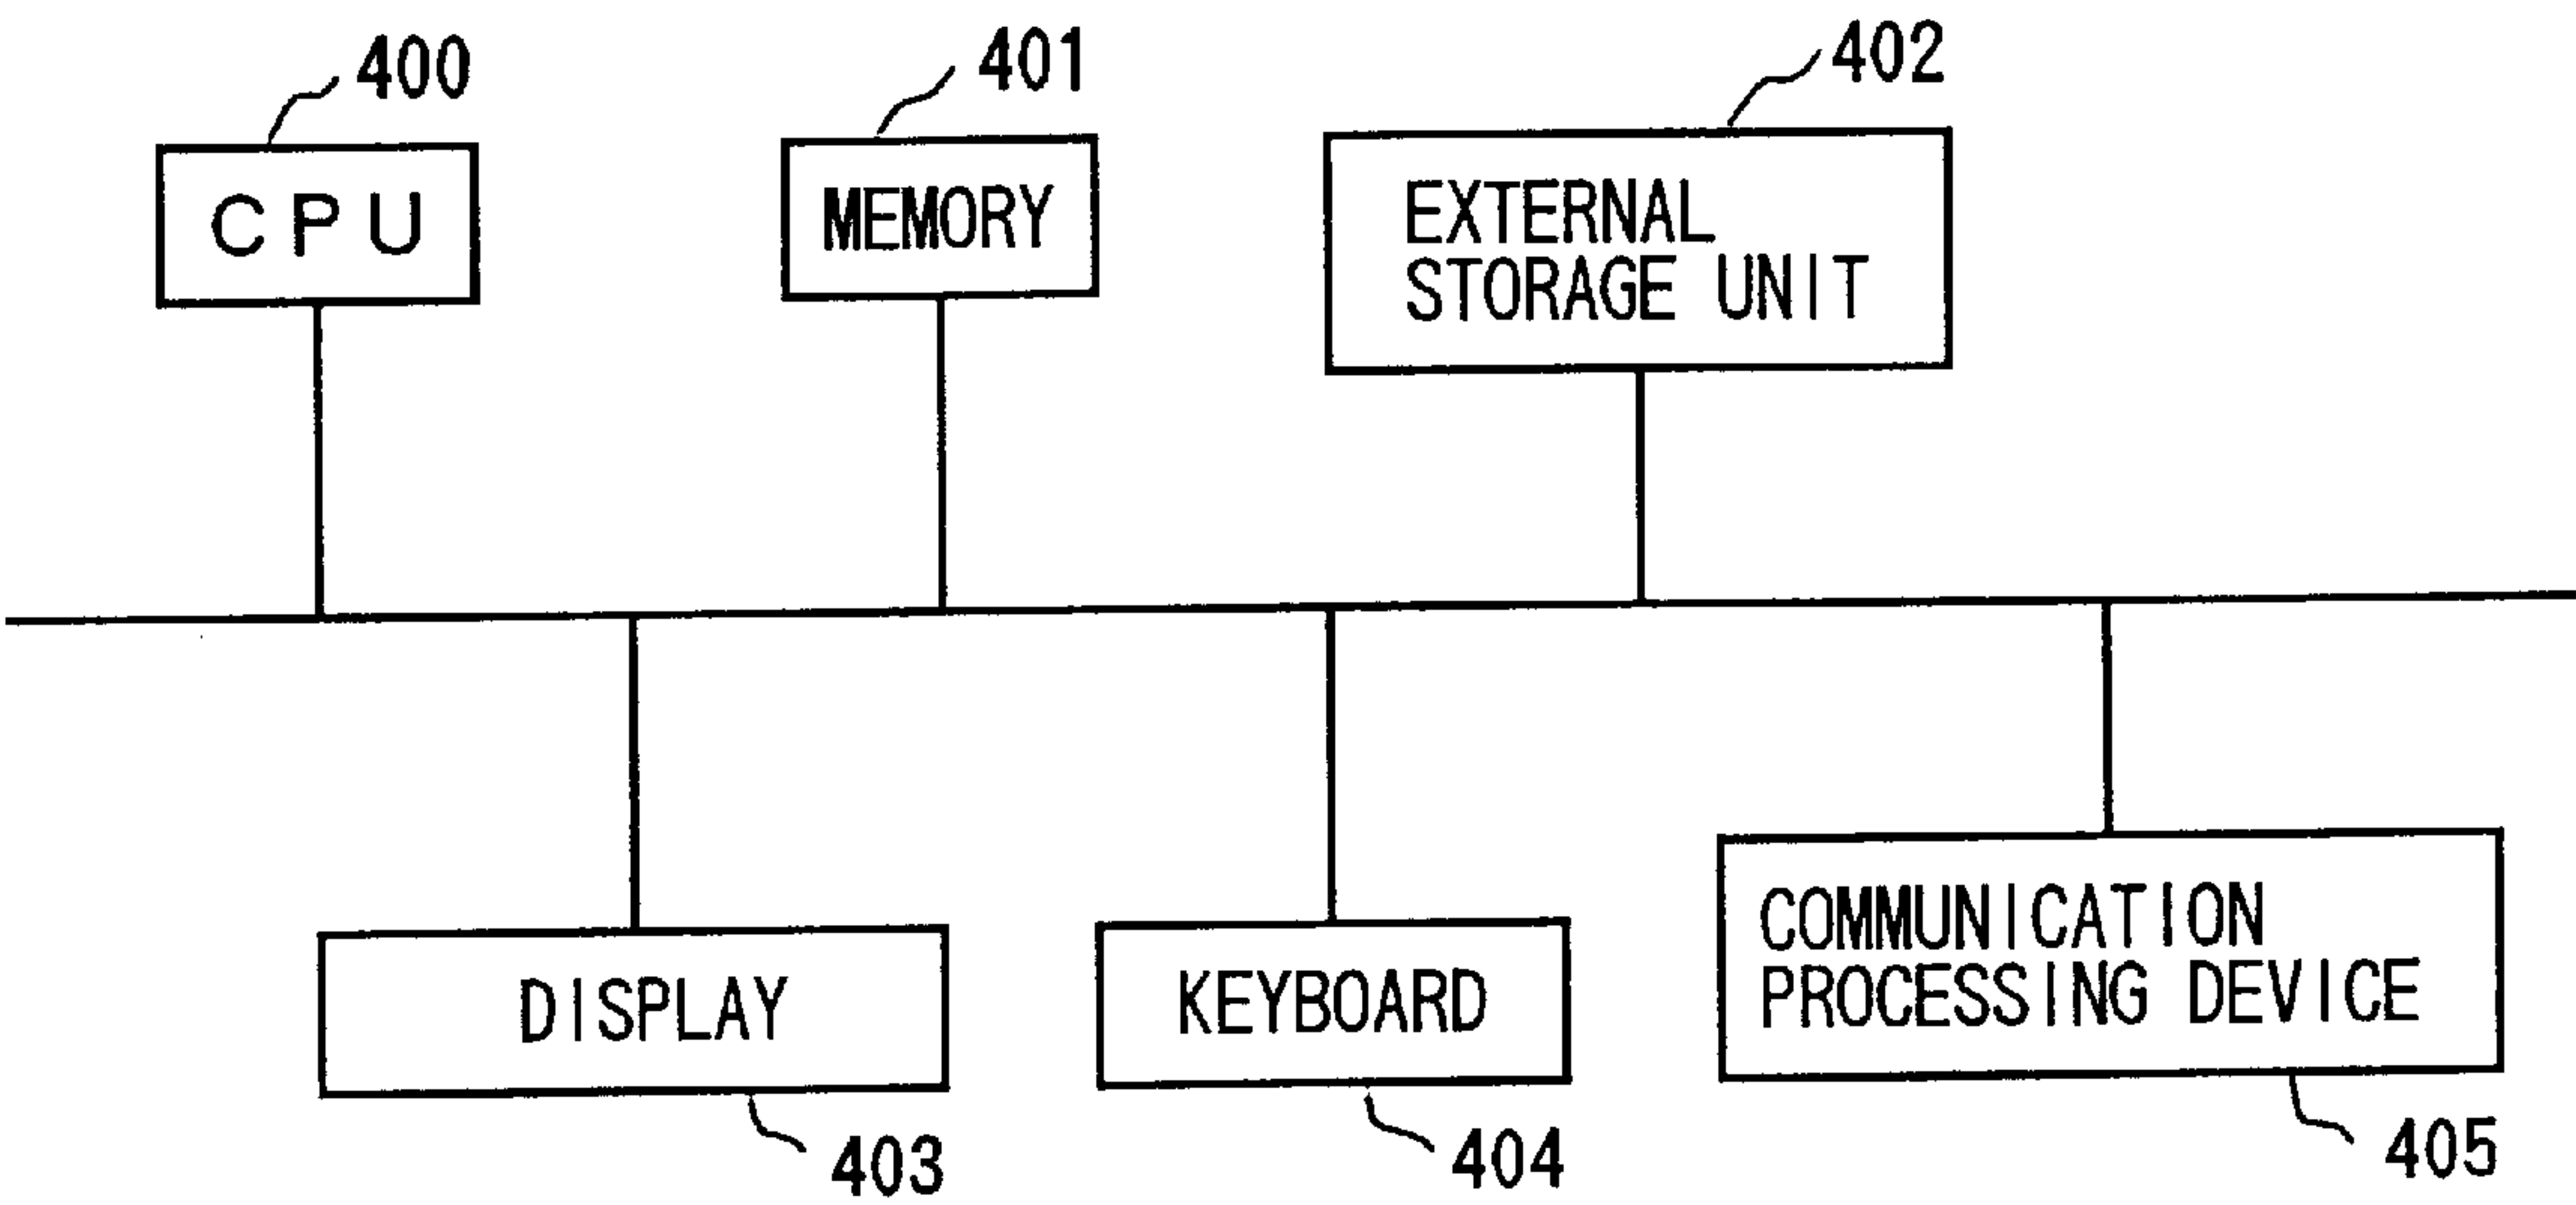 400
401
402
CPU
MEMORY
EXTERNAL
STORAGE UNIT
DISPLAY
KEYBOARD
COMMUNICATION
PROCESSING DEVICE
403
404
405